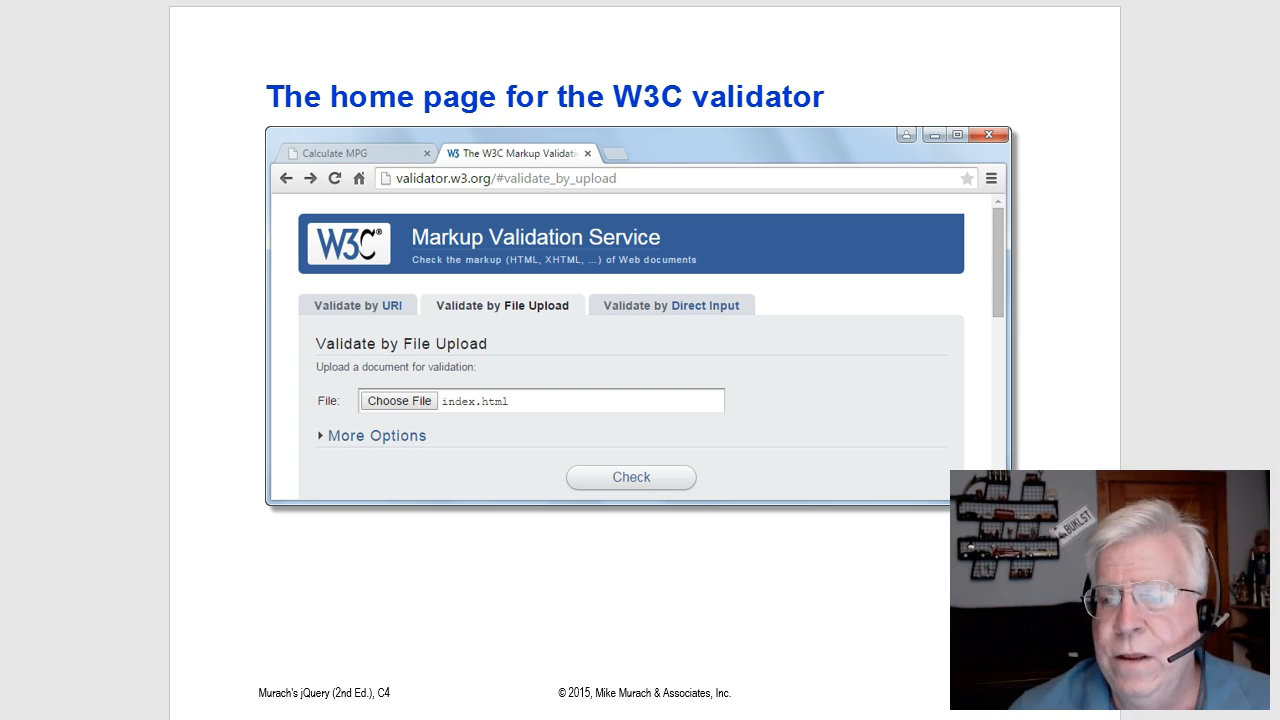 The home page for the W3C validator
Calculate MPG
W3 The W3C Markup Validati
validator.w3.org/#validate_by_upload
W3C®
Markup Validation Service
Check the markup (HTML, XHTML, …) of Web documents
Validate by URI
Validate by File Upload
Validate by Direct Input
Validate by File Upload
Upload a document for validation:
File: Choose File index.html
More Options
Check
BUKLST
Murach's jQuery (2nd Ed.), C4
© 2015, Mike Murach & Associates, Inc.